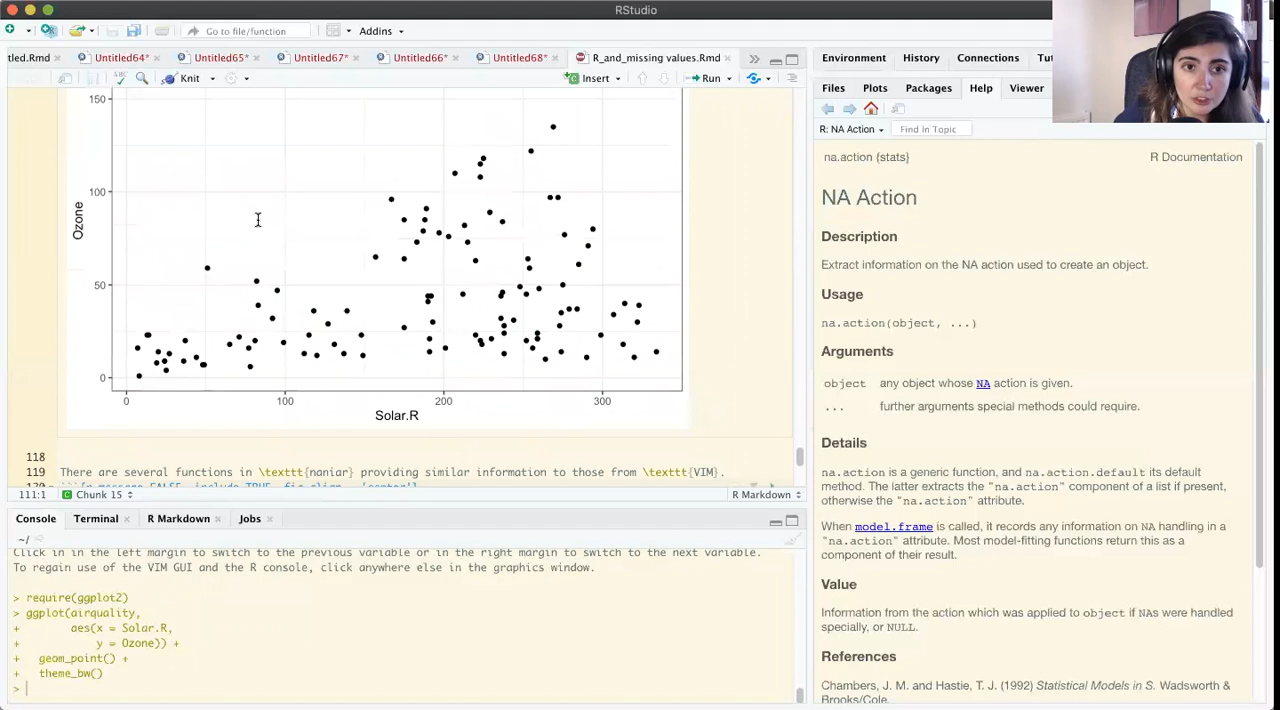 RStudio
Go to file/function
Addins
tled.Rmd
Untitled64*
Untitled65*
Untitled67*
Untitled66*
Untitled68*
R_and_missing values.Rmd
Knit
Insert
Run
150
100
50
0
Ozone
0
100
200
300
Solar.R
118
119 There are several functions in \texttt{naniar} providing similar information to those from \texttt{VIM}.
111:1 Chunk 15 R Markdown
Console Terminal R Markdown Jobs
~/
Click in in the left margin to switch to the previous variable or in the right margin to switch to the next variable.
To regain use of the VIM GUI and the R console, click anywhere else in the graphics window.
> require(ggplot2)
> ggplot(airquality,
+ aes(x = Solar.R,
+ y = Ozone)) +
+ geom_point() +
+ theme_bw()
>
Environment History Connections Tu
Files Plots Packages Help Viewer
R: NA Action
Find in Topic
na.action {stats}
R Documentation
NA Action
Description
Extract information on the NA action used to create an object.
Usage
na.action(object, ...)
Arguments
object any object whose NA action is given.
... further arguments special methods could require.
Details
na.action is a generic function, and na.action.default its default
method. The latter extracts the "na.action" component of a list if present,
otherwise the "na.action" attribute.
When model.frame is called, it records any information on NA handling in a
"na.action" attribute. Most model-fitting functions return this as a
component of their result.
Value
Information from the action which was applied to object if NAs were handled
specially, or NULL.
References
Chambers, J. M. and Hastie, T. J. (1992) Statistical Models in S. Wadsworth &
Brooks/Cole.